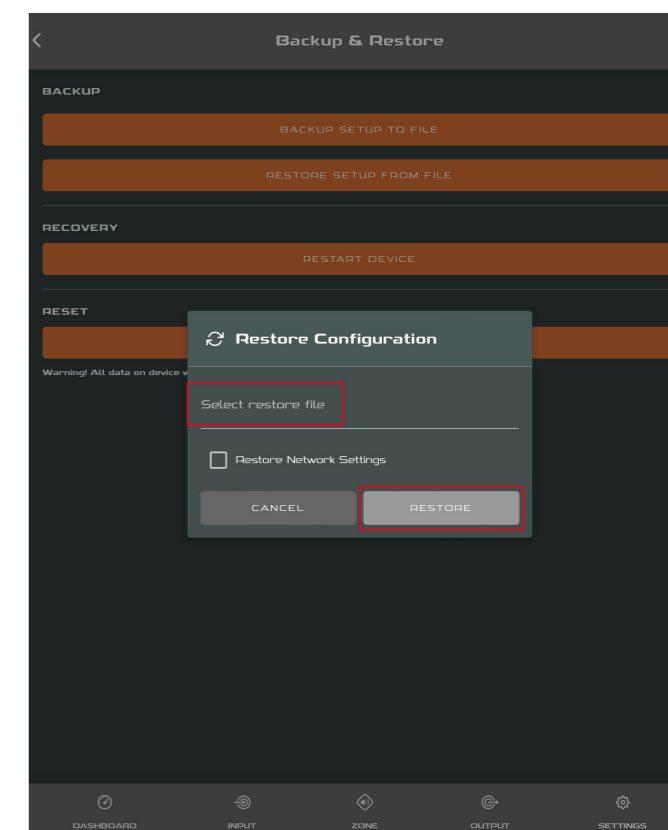 Backup & Restore
BACKUP
BACKUP SETUP TO FILE
RESTORE SETUP FROM FILE
RECOVERY
RESTART DEVICE
RESET
Warning! All data on device
Restore Configuration
Select restore file
Restore Network Settings
CANCEL
RESTORE
DASHBOARD
INPUT
ZONE
OUTPUT
SETTINGS